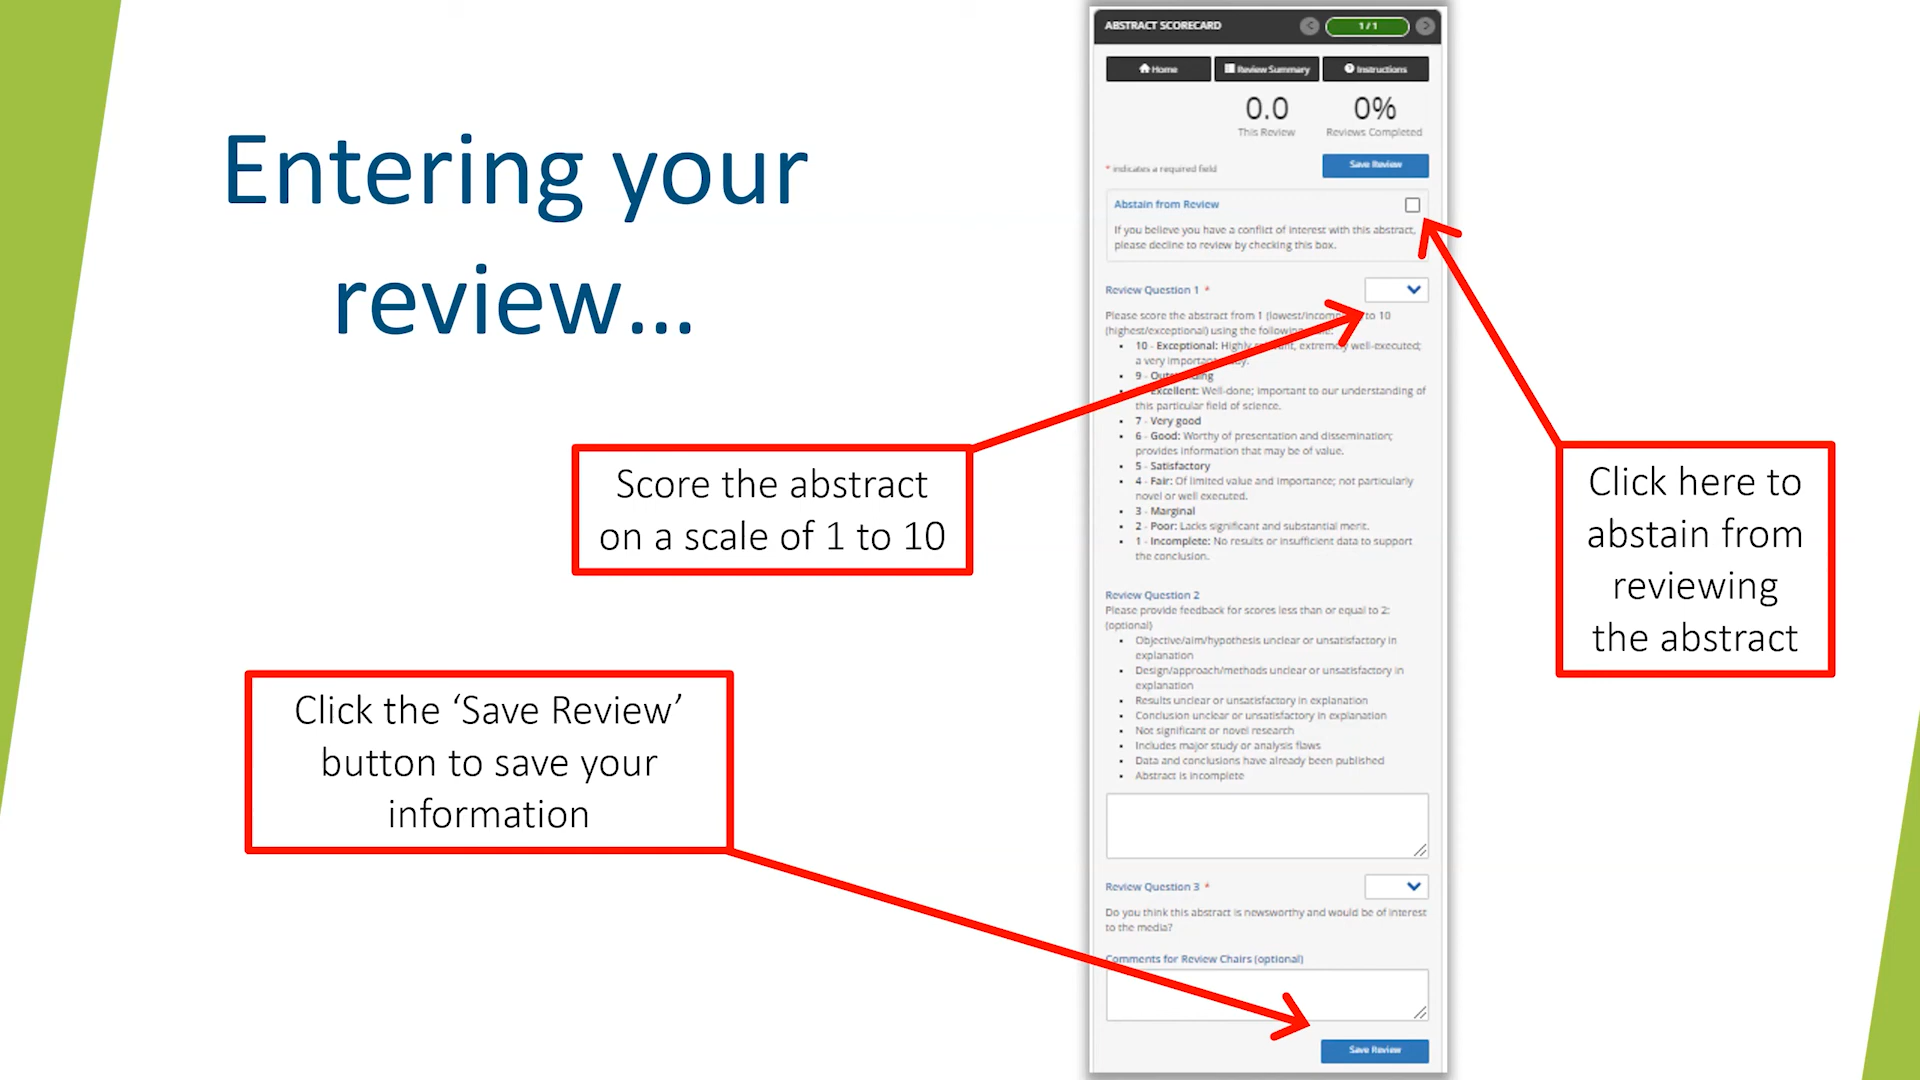 Entering your
review...
Score the abstract
on a scale of 1 to 10
Click the ‘Save Review’
button to save your
information
Click here to
abstain from
reviewing
the abstract
ABSTRACT SCORECARD
1 / 1
Home
Review Summary
Instructions
0.0
0%
This Review
Reviews Completed
* indicates a required field
Save Review
Abstain from Review
If you believe you have a conflict of interest with this abstract,
please decline to review by checking this box.
Review Question 1 *
Please score the abstract from 1 (lowest/ to 10
(highest/exceptional) using the following
10 - Exceptional: Highly extremely well-executed;
a very important
9 - Outstanding
Excellent: Well-done; important to our understanding of
this particular field of science.
7 - Very good
6 - Good: Worthy of presentation and dissemination;
provides information that may be of value.
5 - Satisfactory
4 - Fair: Of limited value and importance; not particularly
novel or well executed.
3 - Marginal
2 - Poor: Lacks significant and substantial merit.
1 - Incomplete: No results or insufficient data to support
the conclusion.
Review Question 2
Please provide feedback for scores less than or equal to 2:
(optional)
Objective/aim/hypothesis unclear or unsatisfactory in
explanation
Design/approach/methods unclear or unsatisfactory in
explanation
Results unclear or unsatisfactory in explanation
Conclusion unclear or unsatisfactory in explanation
Not significant or novel research
Includes major study or analysis flaws
Data and conclusions have already been published
Abstract is incomplete
Review Question 3 *
Do you think this abstract is newsworthy and would be of interest
to the media?
Comments for Review Chairs (optional)
Save Review